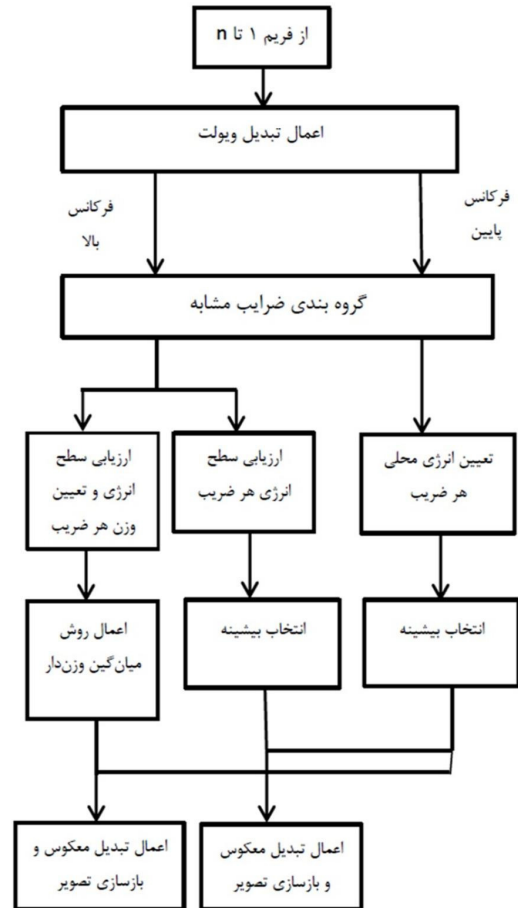 از فریم ۱ تا n
اعمال تبدیل ویولت
فرکانس
پایین
فرکانس
بالا
گروه بندی ضرایب مشابه
تعیین انرژی محلی
هر ضریب
ارزیابی سطح
انرژی هر ضریب
ارزیابی سطح
انرژی و تعیین
وزن هر ضریب
انتخاب بیشینه
انتخاب بیشینه
اعمال روش
میان‌گین وزن‌دار
اعمال تبدیل معکوس
و بازسازی تصویر
اعمال تبدیل معکوس و
بازسازی تصویر